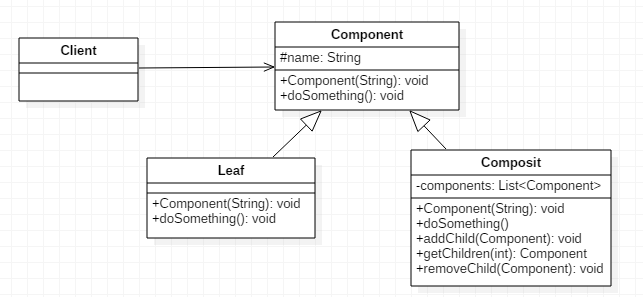 Client
Component
#name: String
+Component(String): void
+doSomething(): void
Leaf
+Component(String): void
+doSomething(): void
Composit
-components: List<Component>
+Component(String): void
+doSomething()
+addChild(Component): void
+getChildren(int): Component
+removeChild(Component): void